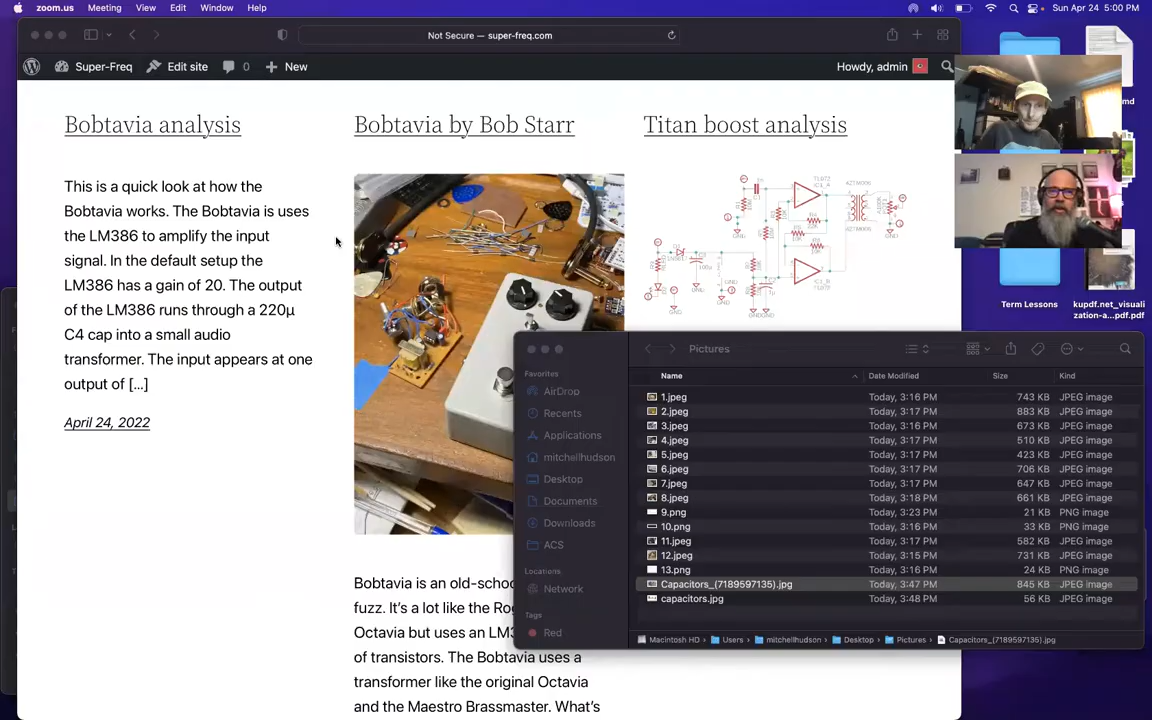 zoom.us Meeting View Edit Window Help
Sun Apr 24 5:00 PM
Not Secure — super-freq.com
Super-Freq Edit site 0 New
Howdy, admin
Bobtavia analysis
This is a quick look at how the
Bobtavia works. The Bobtavia is uses
the LM386 to amplify the input
signal. In the default setup the
LM386 has a gain of 20. The output
of the LM386 runs through a 220µ
C4 cap into a small audio
transformer. The input appears at one
output of [...]
April 24, 2022
Bobtavia by Bob Starr
Bobtavia is an old-schoo
fuzz. It's a lot like the Rog
Octavia but uses an LM
of transistors. The Bobtavia uses a
transformer like the original Octavia
and the Maestro Brassmaster. What's
Titan boost analysis
GND
GND
GND
GND
GND
Pictures
Favorites
AirDrop
Recents
Applications
mitchellhudson
Desktop
Documents
Downloads
ACS
Locations
Network
Tags
Red
Name Date Modified Size Kind
1.jpeg Today, 3:16 PM 743 KB JPEG image
2.jpeg Today, 3:16 PM 883 KB JPEG image
3.jpeg Today, 3:16 PM 673 KB JPEG image
4.jpeg Today, 3:17 PM 510 KB JPEG image
5.jpeg Today, 3:17 PM 423 KB JPEG image
6.jpeg Today, 3:16 PM 706 KB JPEG image
7.jpeg Today, 3:17 PM 647 KB JPEG image
8.jpeg Today, 3:18 PM 661 KB JPEG image
9.png Today, 3:23 PM 21 KB PNG image
10.png Today, 3:16 PM 33 KB PNG image
11.jpeg Today, 3:17 PM 582 KB JPEG image
12.jpeg Today, 3:15 PM 731 KB JPEG image
13.png Today, 3:16 PM 24 KB PNG image
Capacitors_(7189597135).jpg Today, 3:47 PM 845 KB JPEG image
capacitors.jpg Today, 3:48 PM 56 KB JPEG image
Macintosh HD › Users › mitchellhudson › Desktop › Pictures › Capacitors_(7189597135).jpg
md
Term Lessons
kupdf.net_visuali
zation-a...pdf.pdf